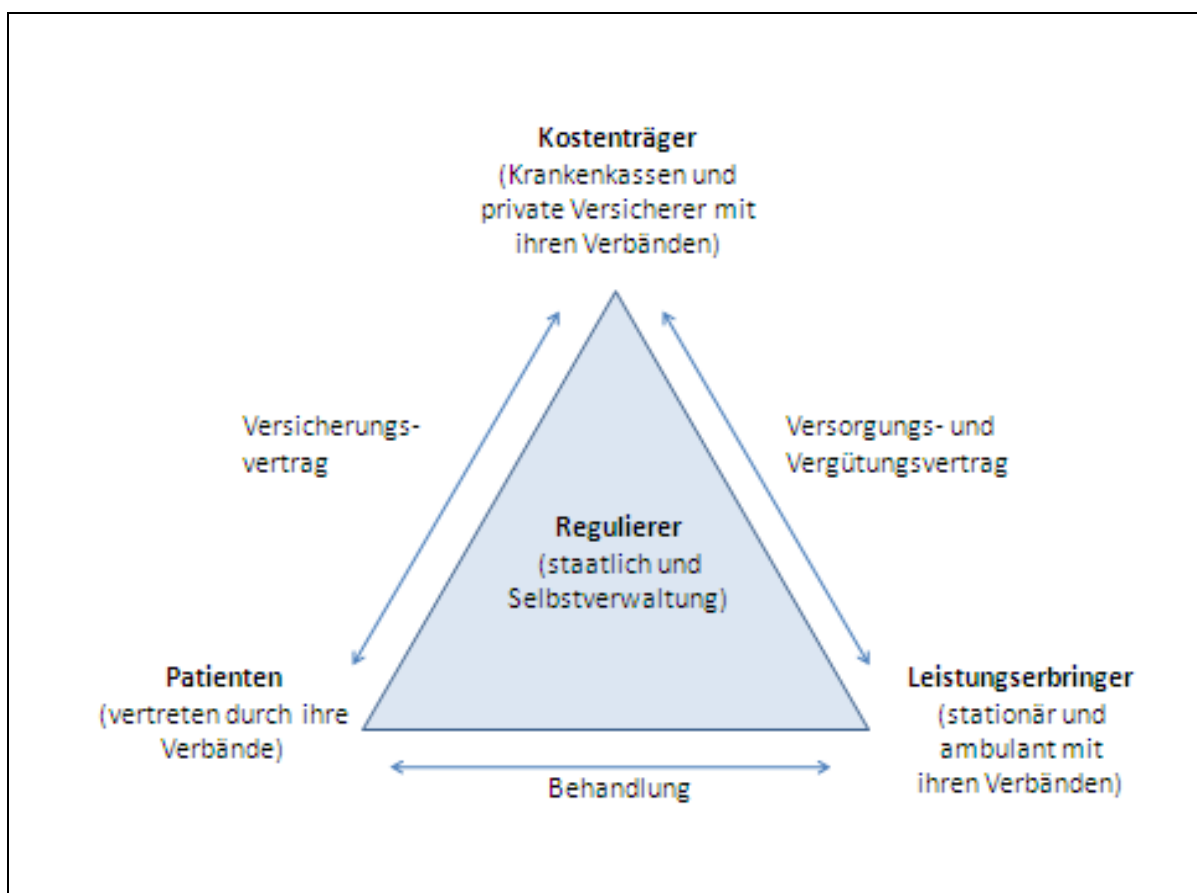 Kostenträger
(Krankenkassen und
private Versicherer mit
ihren Verbänden)
Versicherungs-
vertrag
Versorgungs- und
Vergütungsvertrag
Regulierer
(staatlich und
Selbstverwaltung)
Patienten
(vertreten durch ihre
Verbände)
Leistungserbringer
(stationär und
ambulant mit
ihren Verbänden)
Behandlung